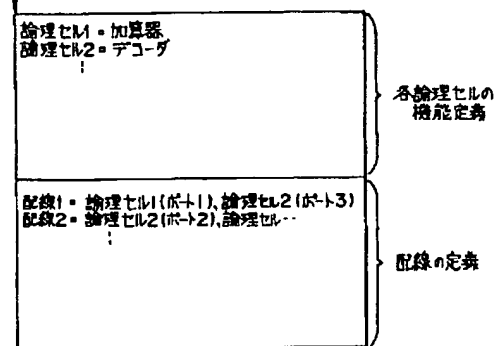 論理セル1=加算器
論理セル2=デコーダ
各論理セルの
機能定義
配線1=論理セル1(ポート1)、論理セル2(ポート3)
配線2=論理セル2(ポート2)、論理セル‥
配線の定義